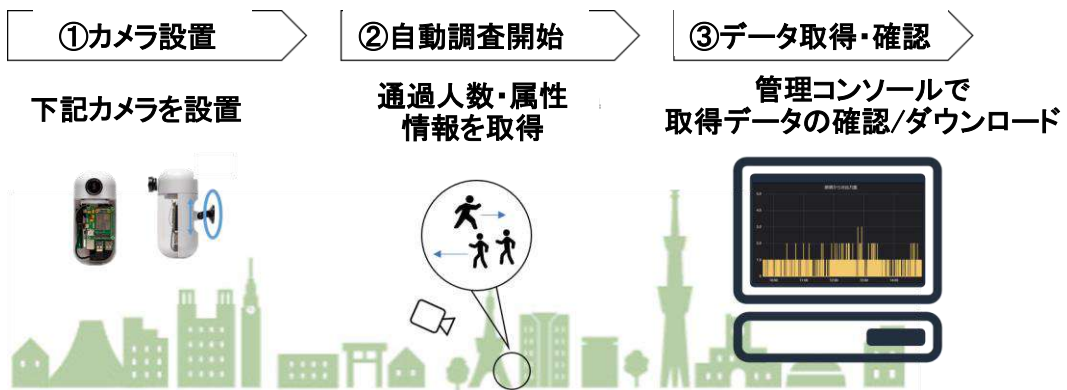 ①カメラ設置
②自動調査開始
③データ取得・確認
下記カメラを設置
通過人数・属性
情報を取得
管理コンソールで
取得データの確認/ダウンロード